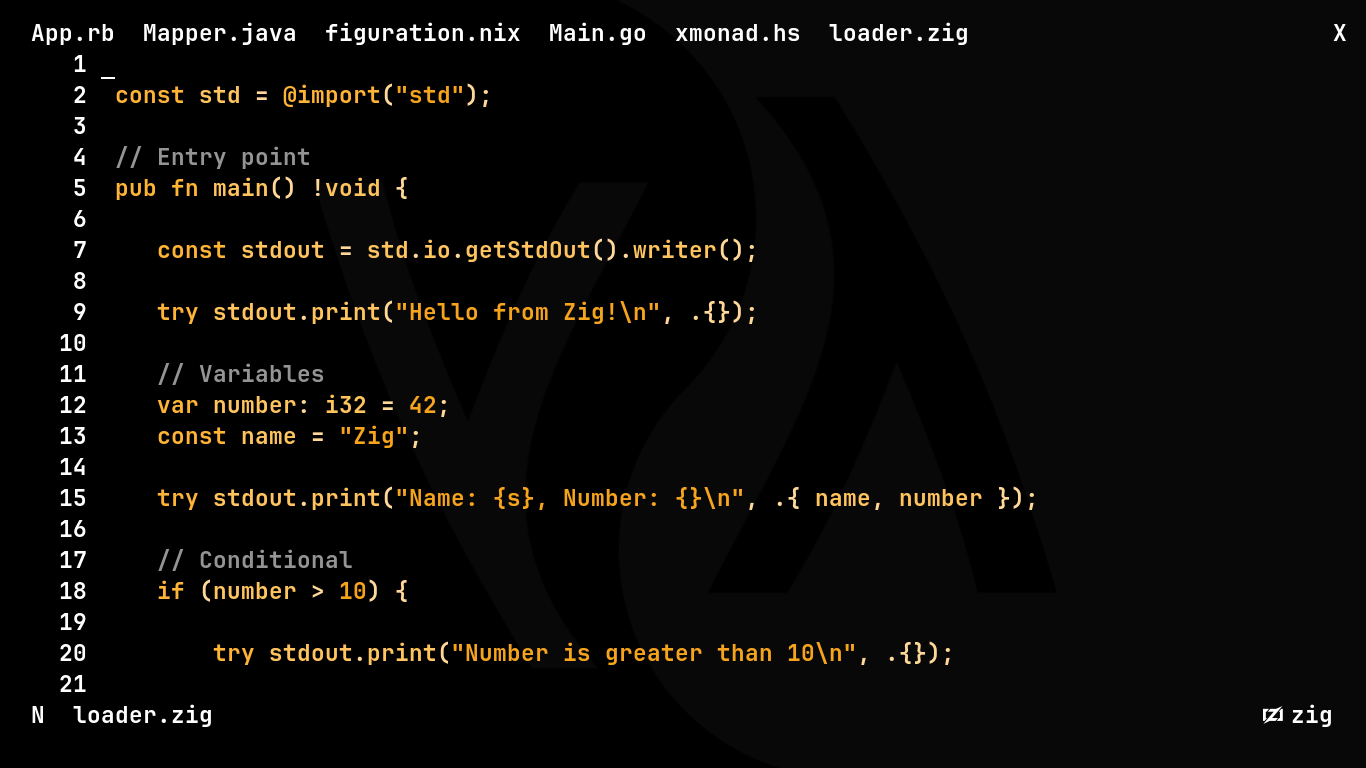 App.rb  Mapper.java  figuration.nix  Main.go  xmonad.hs  loader.zig  X
1 _
2 const std = @import("std");
3
4 // Entry point
5 pub fn main() !void {
6
7    const stdout = std.io.getStdOut().writer();
8
9    try stdout.print("Hello from Zig!\n", .{});
10
11    // Variables
12    var number: i32 = 42;
13    const name = "Zig";
14
15    try stdout.print("Name: {s}, Number: {}\n", .{ name, number });
16
17    // Conditional
18    if (number > 10) {
19
20        try stdout.print("Number is greater than 10\n", .{});
21
N  loader.zig  zig